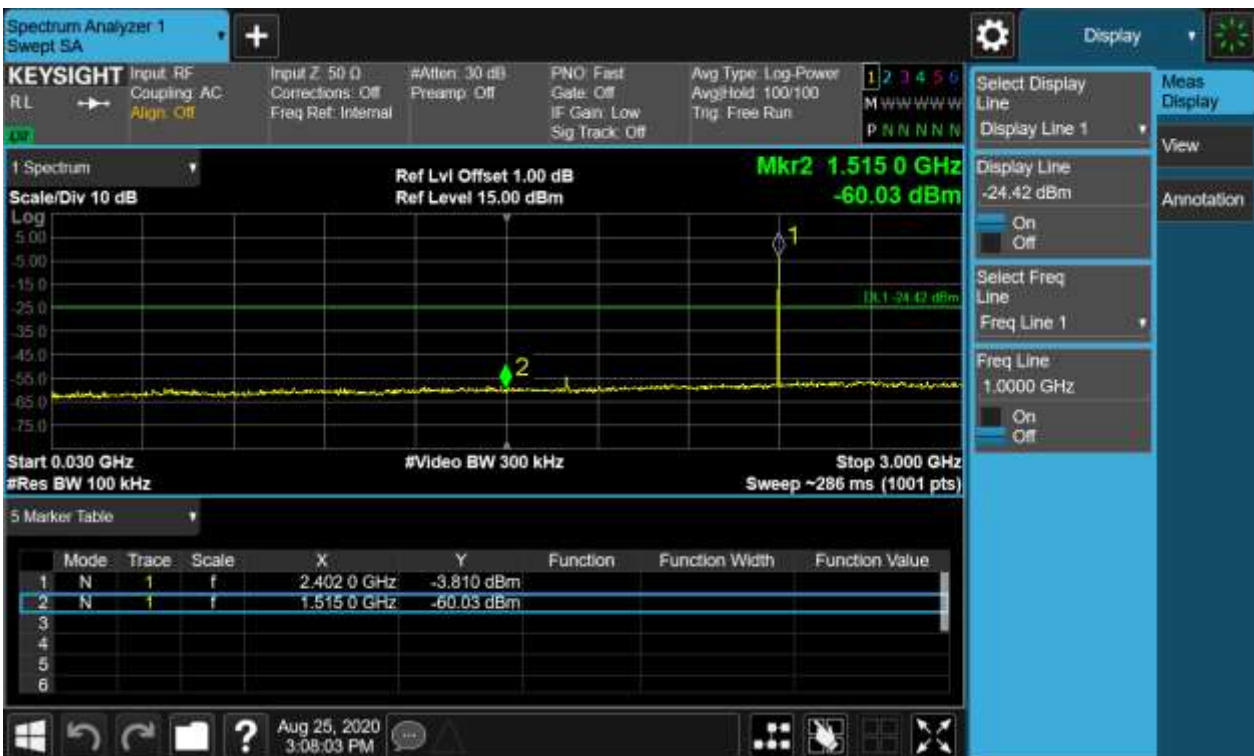 Spectrum Analyzer 1
Swept SA
Display
KEYSIGHT
RL
Input: RF
Coupling: AC
Align: Off
Input Z: 50 Ω
Corrections: Off
Freq Ref: Internal
#Atten: 30 dB
Preamp: Off
PNO: Fast
Gate: Off
IF Gain: Low
Sig Track: Off
Avg Type: Log-Power
Avg|Hold: 100/100
Trig: Free Run
1 2 3 4 5 6
M W W W W W
P N N N N N
1 Spectrum
Scale/Div 10 dB
Ref Lvl Offset 1.00 dB
Ref Level 15.00 dBm
Mkr2 1.515 0 GHz
-60.03 dBm
Log
5.00
-5.00
-15.0
-25.0
-35.0
-45.0
-55.0
-65.0
-75.0
1
2
DL1 -24.42 dBm
Start 0.030 GHz
#Video BW 300 kHz
Stop 3.000 GHz
#Res BW 100 kHz
Sweep ~286 ms (1001 pts)
5 Marker Table
Mode Trace Scale X Y Function Function Width Function Value
1 N 1 f 2.402 0 GHz -3.810 dBm
2 N 1 f 1.515 0 GHz -60.03 dBm
3
4
5
6
Select Display
Line
Display Line 1
Display Line
-24.42 dBm
On
Off
Select Freq
Line
Freq Line 1
Freq Line
1.0000 GHz
On
Off
Meas
Display
View
Annotation
?
Aug 25, 2020
3:08:03 PM